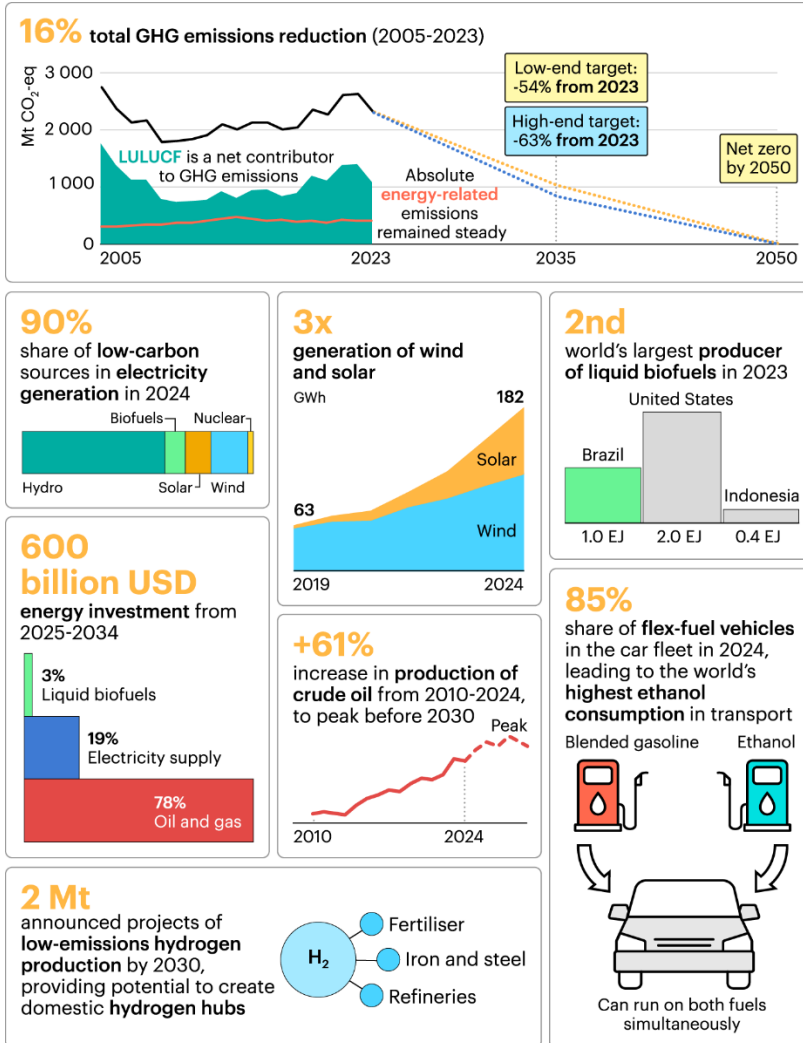 16% total GHG emissions reduction (2005-2023)
Mt CO₂-eq
3 000
2 000
1 000
0
LULUCF is a net contributor
to GHG emissions
Absolute
energy-related
emissions
remained steady
Low-end target:
-54% from 2023
High-end target:
-63% from 2023
Net zero
by 2050
2005
2023
2035
2050
90%
share of low-carbon
sources in electricity
generation in 2024
Biofuels
Nuclear
Hydro
Solar
Wind
3x
generation of wind
and solar
GWh
182
63
Solar
Wind
2019
2024
2nd
world's largest producer
of liquid biofuels in 2023
United States
Brazil
Indonesia
1.0 EJ
2.0 EJ
0.4 EJ
600
billion USD
energy investment from
2025-2034
3%
Liquid biofuels
19%
Electricity supply
78%
Oil and gas
+61%
increase in production of
crude oil from 2010-2024,
to peak before 2030
Peak
2010
2024
85%
share of flex-fuel vehicles
in the car fleet in 2024,
leading to the world's
highest ethanol
consumption in transport
Blended gasoline
Ethanol
Can run on both fuels
simultaneously
2 Mt
announced projects of
low-emissions hydrogen
production by 2030,
providing potential to create
domestic hydrogen hubs
H₂
Fertiliser
Iron and steel
Refineries